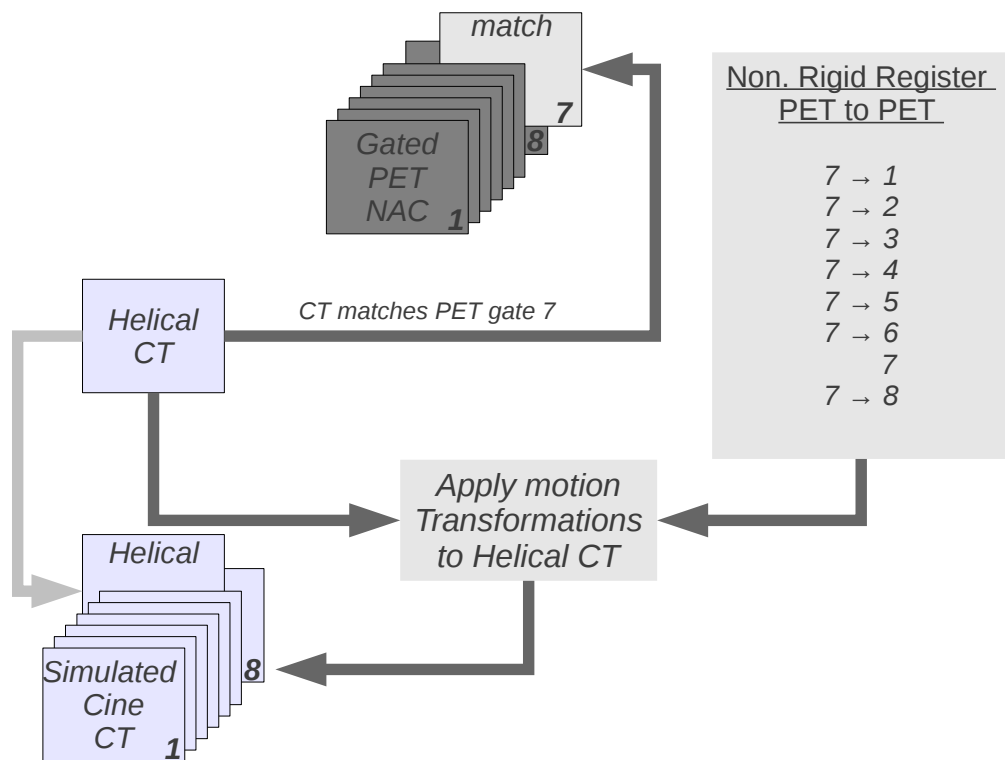 match
7
8
Gated
PET
NAC
1
Non. Rigid Register
PET to PET
7 → 1
7 → 2
7 → 3
7 → 4
7 → 5
7 → 6
7
7 → 8
Helical
CT
CT matches PET gate 7
Apply motion
Transformations
to Helical CT
Helical
8
Simulated
Cine
CT
1